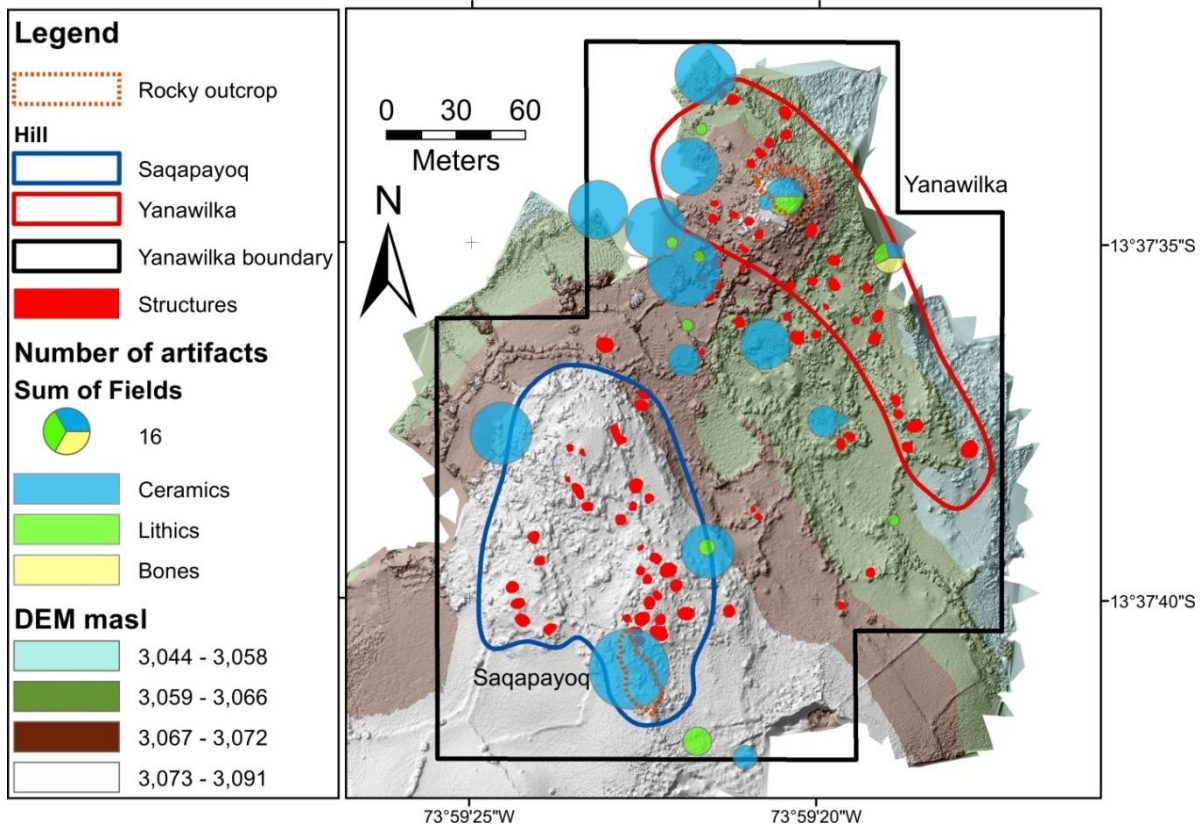 Legend
Rocky outcrop
Hill
Saqapayoq
Yanawilka
Yanawilka boundary
Structures
Number of artifacts
Sum of Fields
16
Ceramics
Lithics
Bones
DEM masl
3,044 - 3,058
3,059 - 3,066
3,067 - 3,072
3,073 - 3,091
0 30 60
Meters
N
Yanawilka
Saqapayoq
13°37'35"S
13°37'40"S
73°59'25"W 73°59'20"W